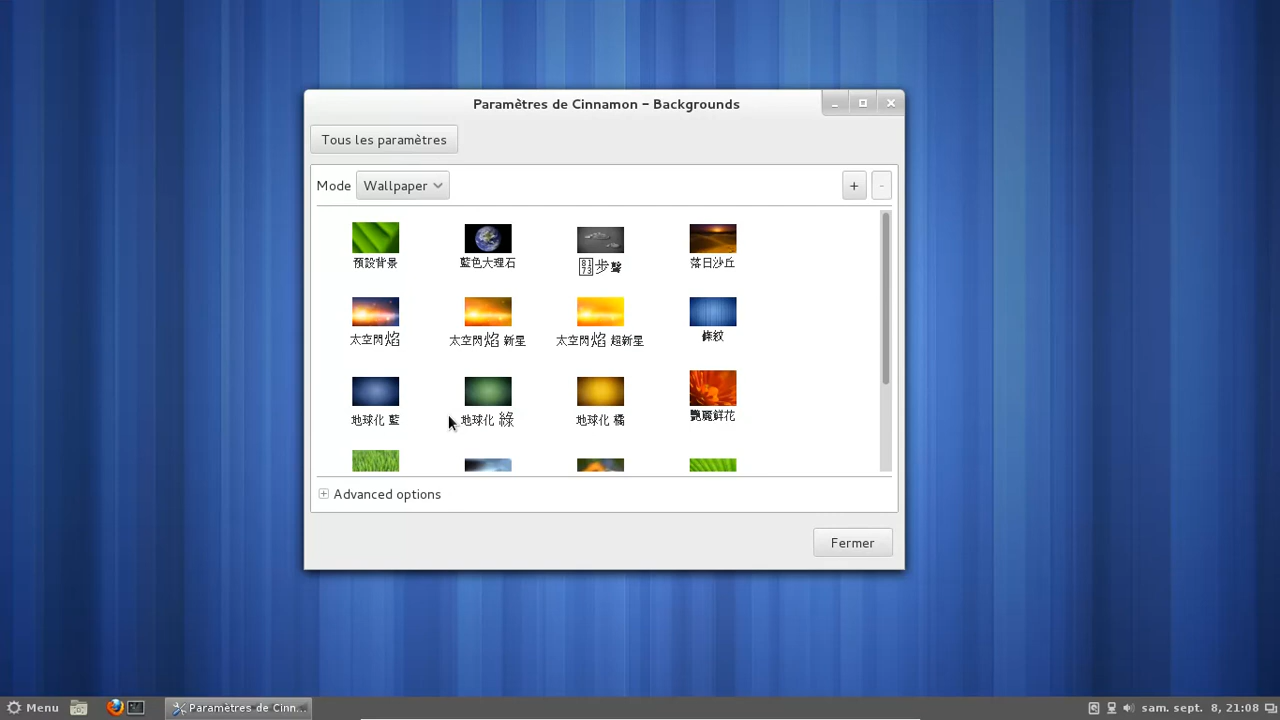 Paramètres de Cinnamon – Backgrounds
Tous les paramètres
Mode Wallpaper + -
預設背景 藍色大理石 步聲 落日沙丘
太空閃焰 太空閃焰 新星 太空閃焰 超新星 條紋
地球化 藍 地球化 綠 地球化 橘 艷麗鮮花
Advanced options
Fermer
Menu Paramètres de Cinn... sam. sept. 8, 21:08